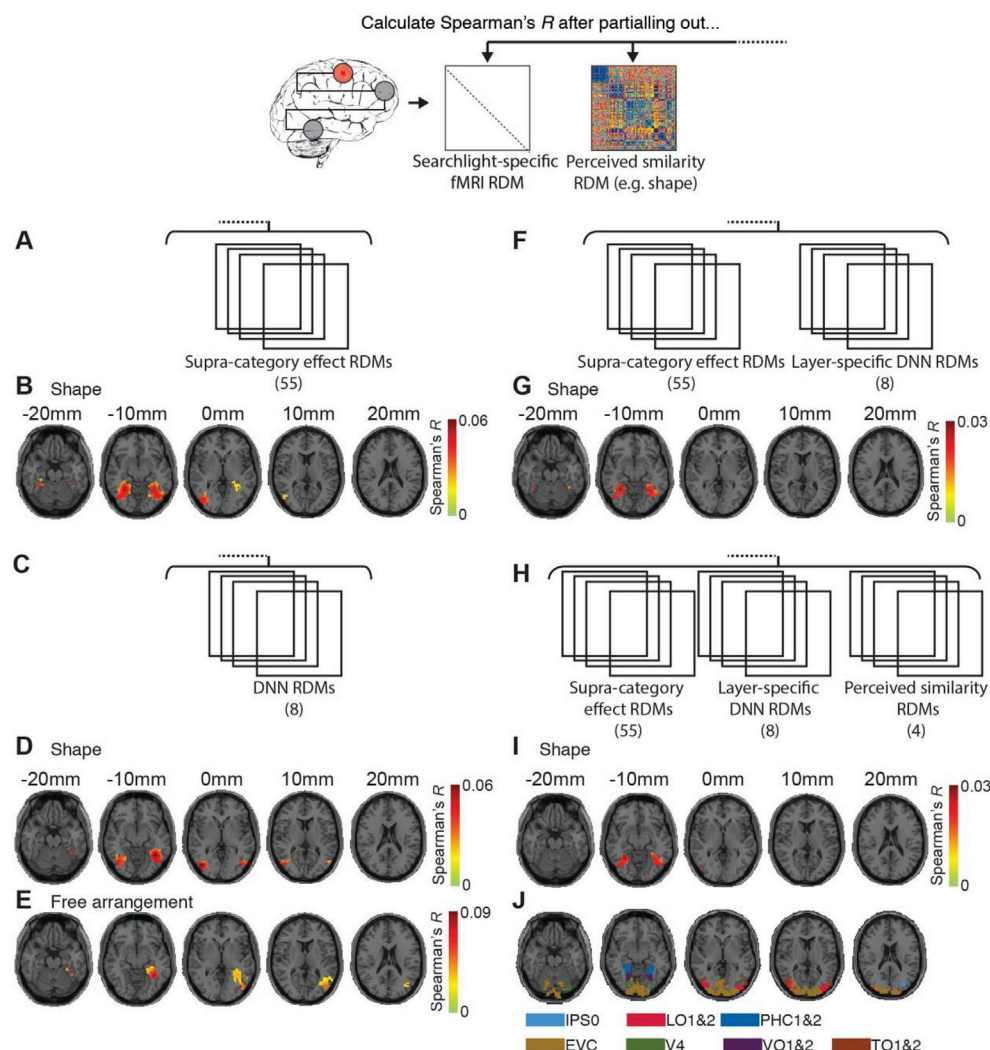 Calculate Spearman's R after partialling out...
Searchlight-specific
fMRI RDM
Perceived smilarity
RDM (e.g. shape)
A
Supra-category effect RDMs
(55)
B Shape
-20mm -10mm 0mm 10mm 20mm
0.06
Spearman's R
0
C
DNN RDMs
(8)
D Shape
-20mm -10mm 0mm 10mm 20mm
0.06
Spearman's R
0
E Free arrangement
0.09
Spearman's R
0
F
Supra-category effect RDMs
(55)
Layer-specific DNN RDMs
(8)
G Shape
-20mm -10mm 0mm 10mm 20mm
0.03
Spearman's R
0
H
Supra-category
effect RDMs
(55)
Layer-specific
DNN RDMs
(8)
Perceived similarity
RDMs
(4)
I Shape
-20mm -10mm 0mm 10mm 20mm
0.03
Spearman's R
0
J
IPS0 LO1&2 PHC1&2
EVC V4 VO1&2 TO1&2